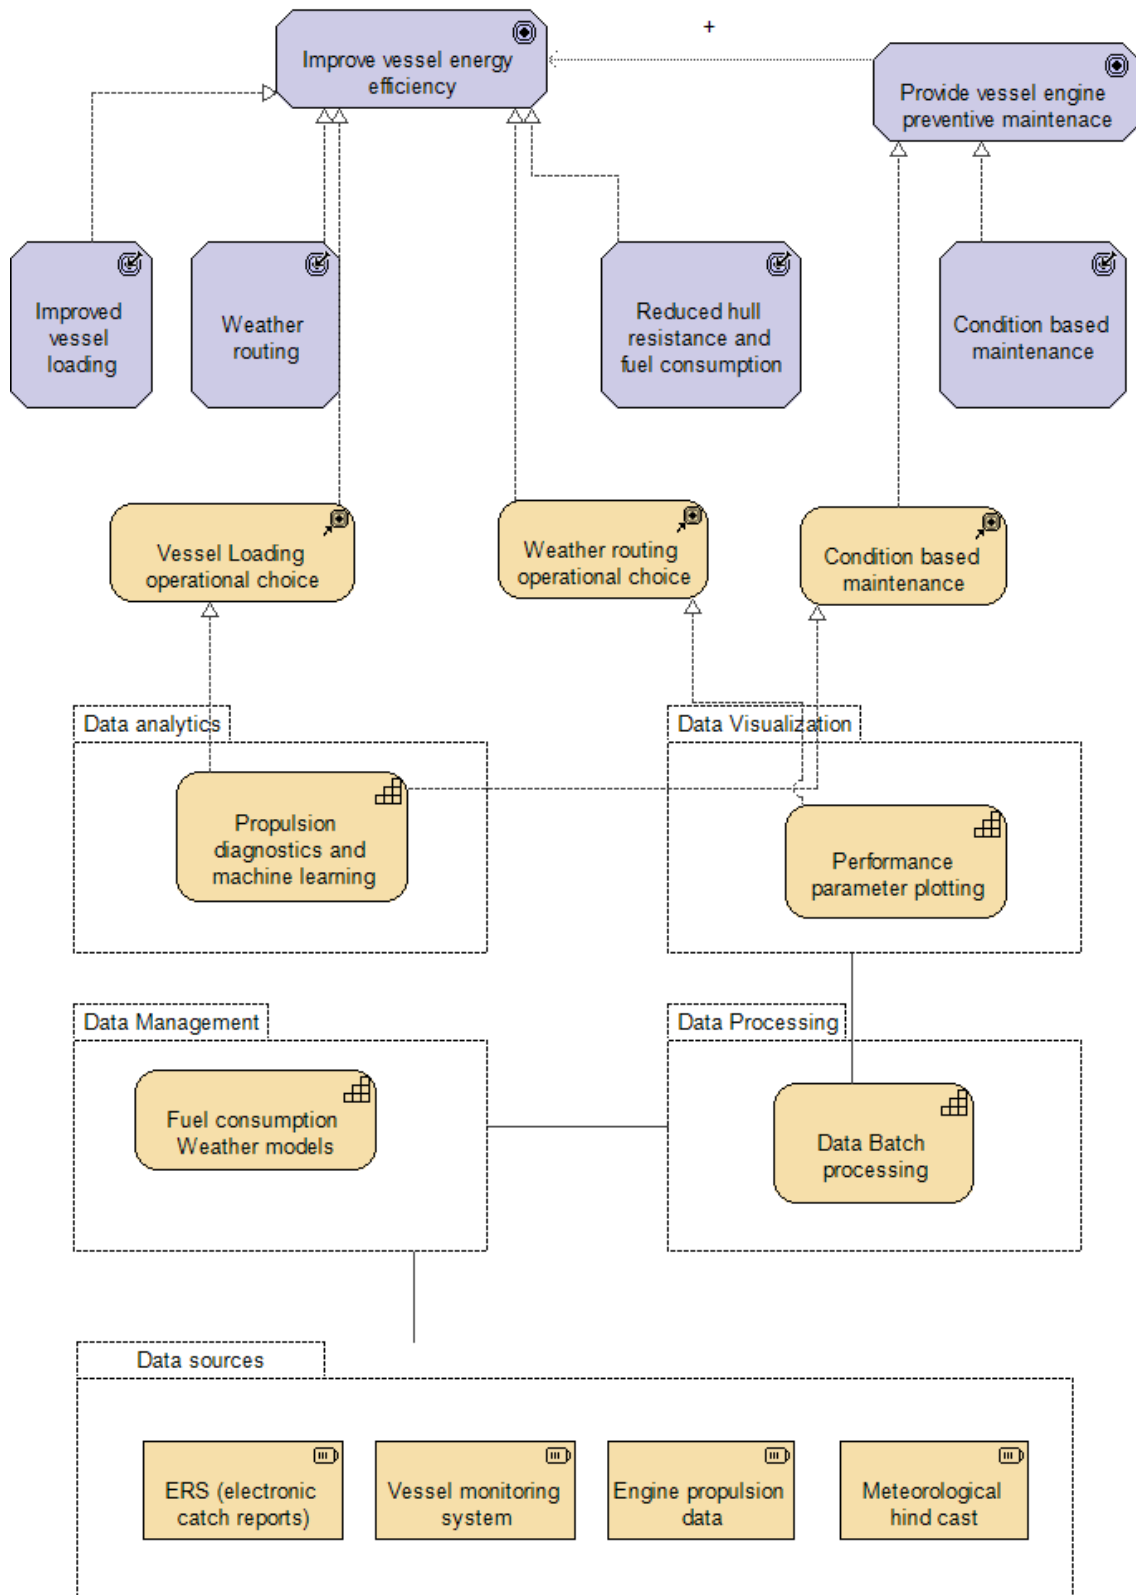 +
Improve vessel energy
efficiency
Provide vessel engine
preventive maintenace
Improved
vessel
loading
Weather
routing
Reduced hull
resistance and
fuel consumption
Condition based
maintenance
Vessel Loading
operational choice
Weather routing
operational choice
Condition based
maintenance
Data analytics
Data Visualization
Propulsion
diagnostics and
machine learning
Performance
parameter plotting
Data Management
Data Processing
Fuel consumption
Weather models
Data Batch
processing
Data sources
ERS (electronic
catch reports)
Vessel monitoring
system
Engine propulsion
data
Meteorological
hind cast